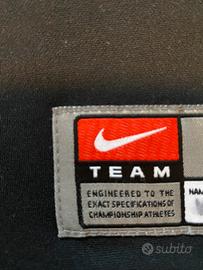 TEAM
ENGINEERED TO THE
EXACT SPECIFICATIONS OF
CHAMPIONSHIP ATHLETES
subito